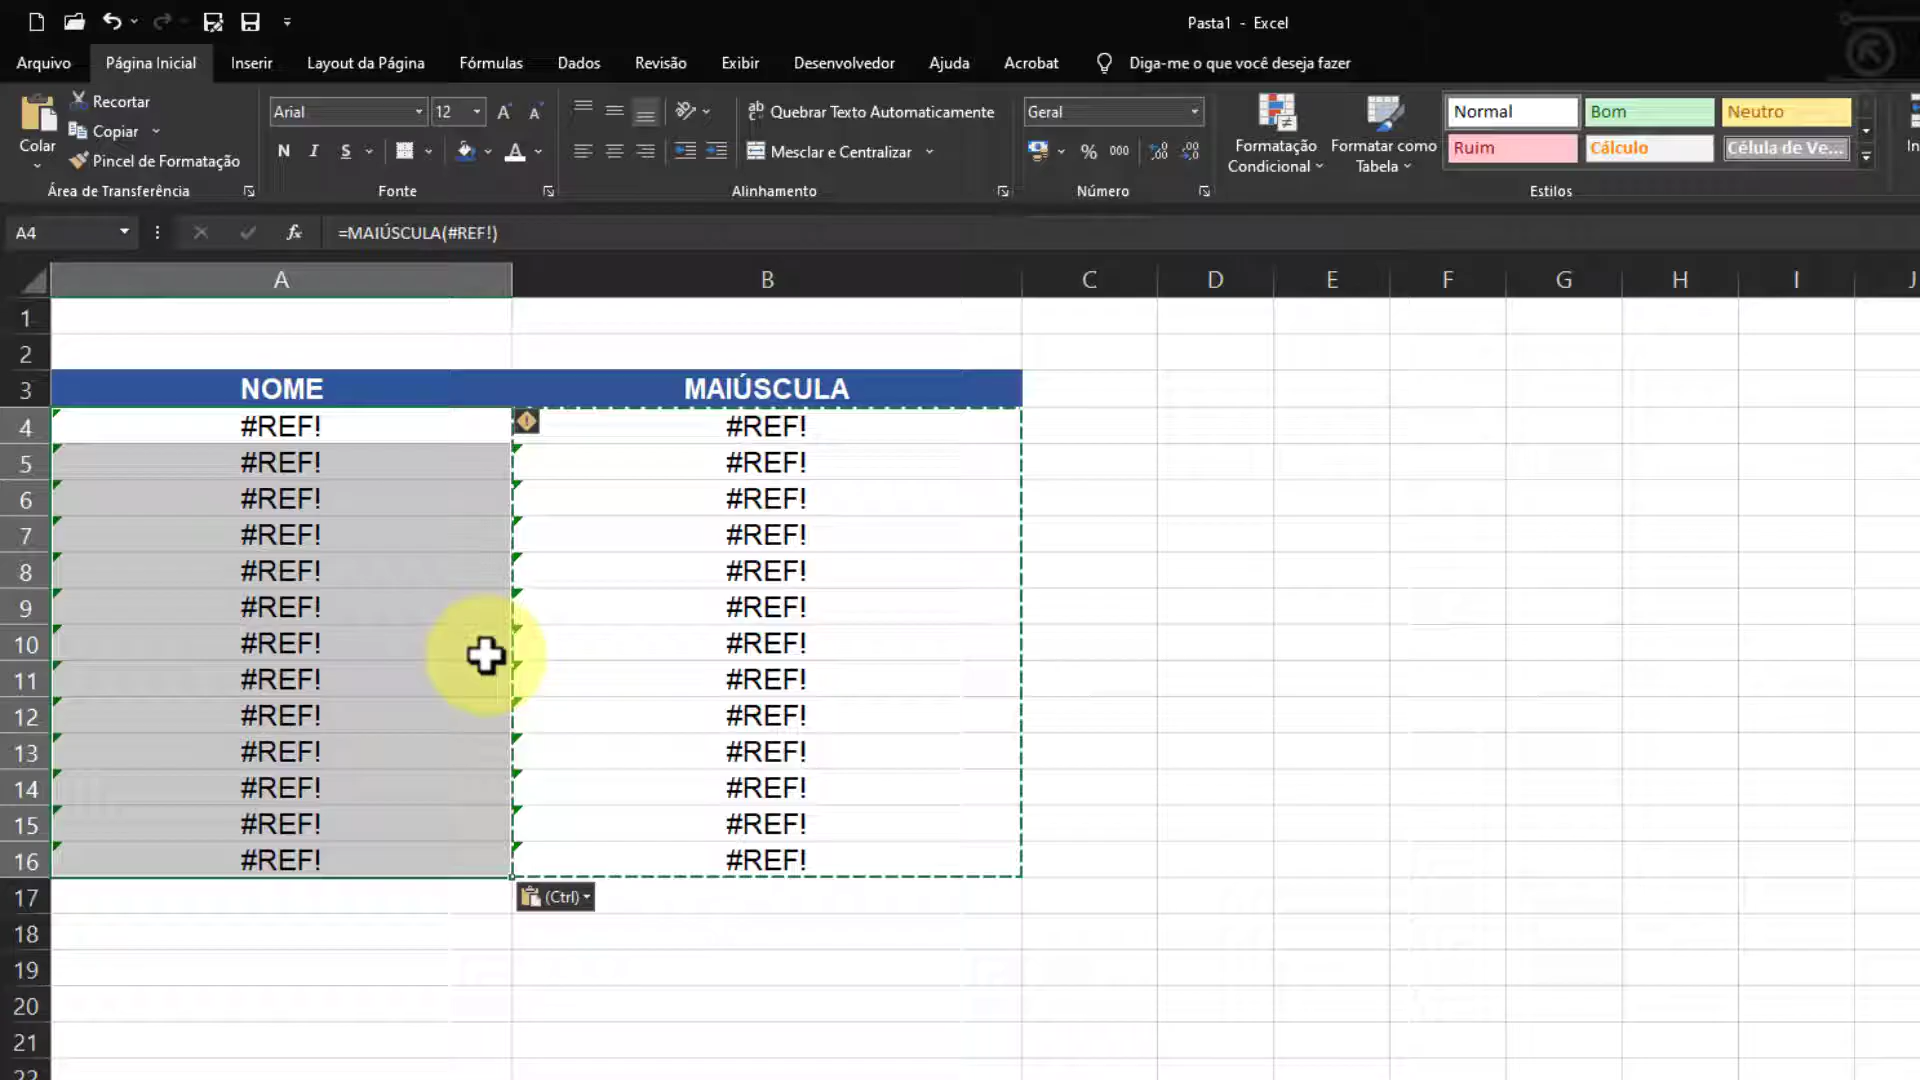 Pasta1 - Excel
Arquivo
Página Inicial
Inserir
Layout da Página
Fórmulas
Dados
Revisão
Exibir
Desenvolvedor
Ajuda
Acrobat
Diga-me o que você deseja fazer
Colar
Recortar
Copiar
Pincel de Formatação
Área de Transferência
Arial
12
N I S
Fonte
Quebrar Texto Automaticamente
Mesclar e Centralizar
Alinhamento
Geral
% 000
Número
Formatação Condicional
Formatar como Tabela
Normal
Bom
Neutro
Ruim
Cálculo
Célula de Ve...
Estilos
A4
fx
=MAIÚSCULA(#REF!)
A B C D E F G H I J
1
2
3 NOME MAIÚSCULA
4 #REF! #REF!
5 #REF! #REF!
6 #REF! #REF!
7 #REF! #REF!
8 #REF! #REF!
9 #REF! #REF!
10 #REF! #REF!
11 #REF! #REF!
12 #REF! #REF!
13 #REF! #REF!
14 #REF! #REF!
15 #REF! #REF!
16 #REF! #REF!
17 (Ctrl)
18
19
20
21
22